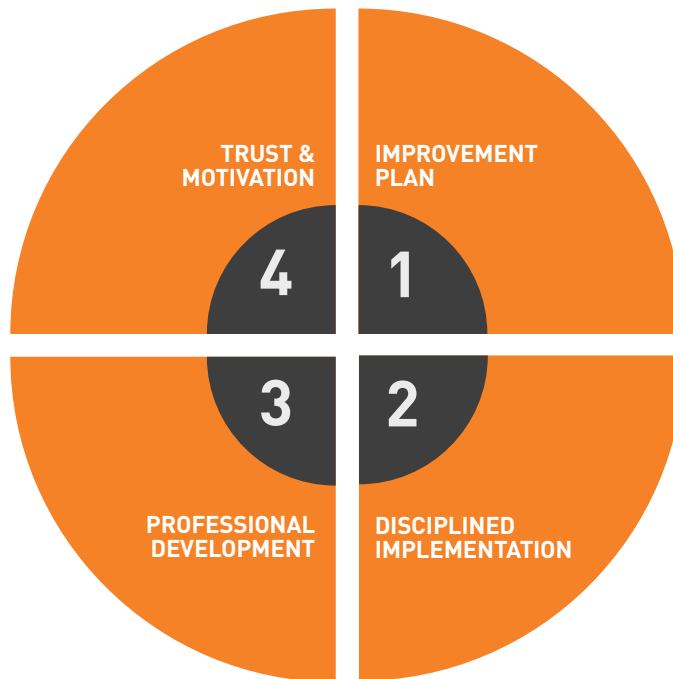 TRUST &
MOTIVATION
4
IMPROVEMENT
PLAN
1
3
PROFESSIONAL
DEVELOPMENT
2
DISCIPLINED
IMPLEMENTATION